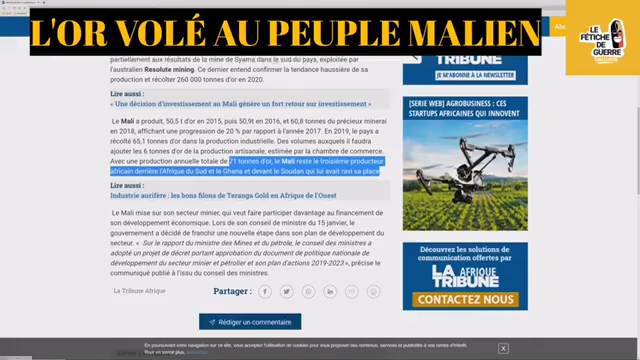 L'OR VOLÉ AU PEUPLE MALIEN
LE
FÉTICHE
DE
GUERRE
partiellement aux résultats de la mine de Syama dans le sud du pays, exploitée par
l'australien Resolute mining. Ce dernier entend confirmer la tendance haussière de sa
production et récolter 260 000 tonnes d'or en 2020.
Lire aussi :
« Une décision d'investissement au Mali génère un fort retour sur investissement »
Le Mali a produit, 50,5 t d'or en 2015, puis 50,9t en 2016, et 60,8 tonnes du précieux minerai
en 2018, affichant une progression de 20 % par rapport à l'année 2017. En 2019, le pays a
récolté 65,1 tonnes d'or dans la production industrielle. Des volumes auxquels il faudra
ajouter les 6 tonnes d'or de la production artisanale, estimée par la chambre de commerce.
Avec une production annuelle totale de 71 tonnes d'or, le Mali reste le troisième producteur
africain derrière l'Afrique du Sud et le Ghana et devant le Soudan qui lui avait ravi sa place.
Lire aussi :
Industrie aurifère : les bons filons de Teranga Gold en Afrique de l'Ouest
Le Mali mise sur son secteur minier, qui veut faire participer davantage au financement de
son développement économique. Lors de son conseil du 15 janvier, le
gouvernement a décidé de franchir une nouvelle étape dans son plan de développement du
secteur. « Sur le rapport du ministre des Mines et du pétrole, le conseil des ministres a
adopté un projet de décret portant approbation du document de politique nationale de
développement du secteur minier et pétrolier et son plan d'actions 2019-2023 », précise le
communiqué publié à l'issu du conseil des ministres.
La Tribune Afrique
Partager :
Rédiger un commentaire
TRIBUNE
JE M'ABONNE À LA NEWSLETTER
[SERIE WEB] AGROBUSINESS : CES
STARTUPS AFRICAINES QUI INNOVENT
Découvrez les solutions de
communication offertes par
LA AFRIQUE
TRIBUNE
CONTACTEZ NOUS
En poursuivant votre navigation sur ce site, vous acceptez l'utilisation de cookies pour vous proposer des contenus, services et publicités liés à vos centres d'intérêts.
Pour en savoir plus,
X